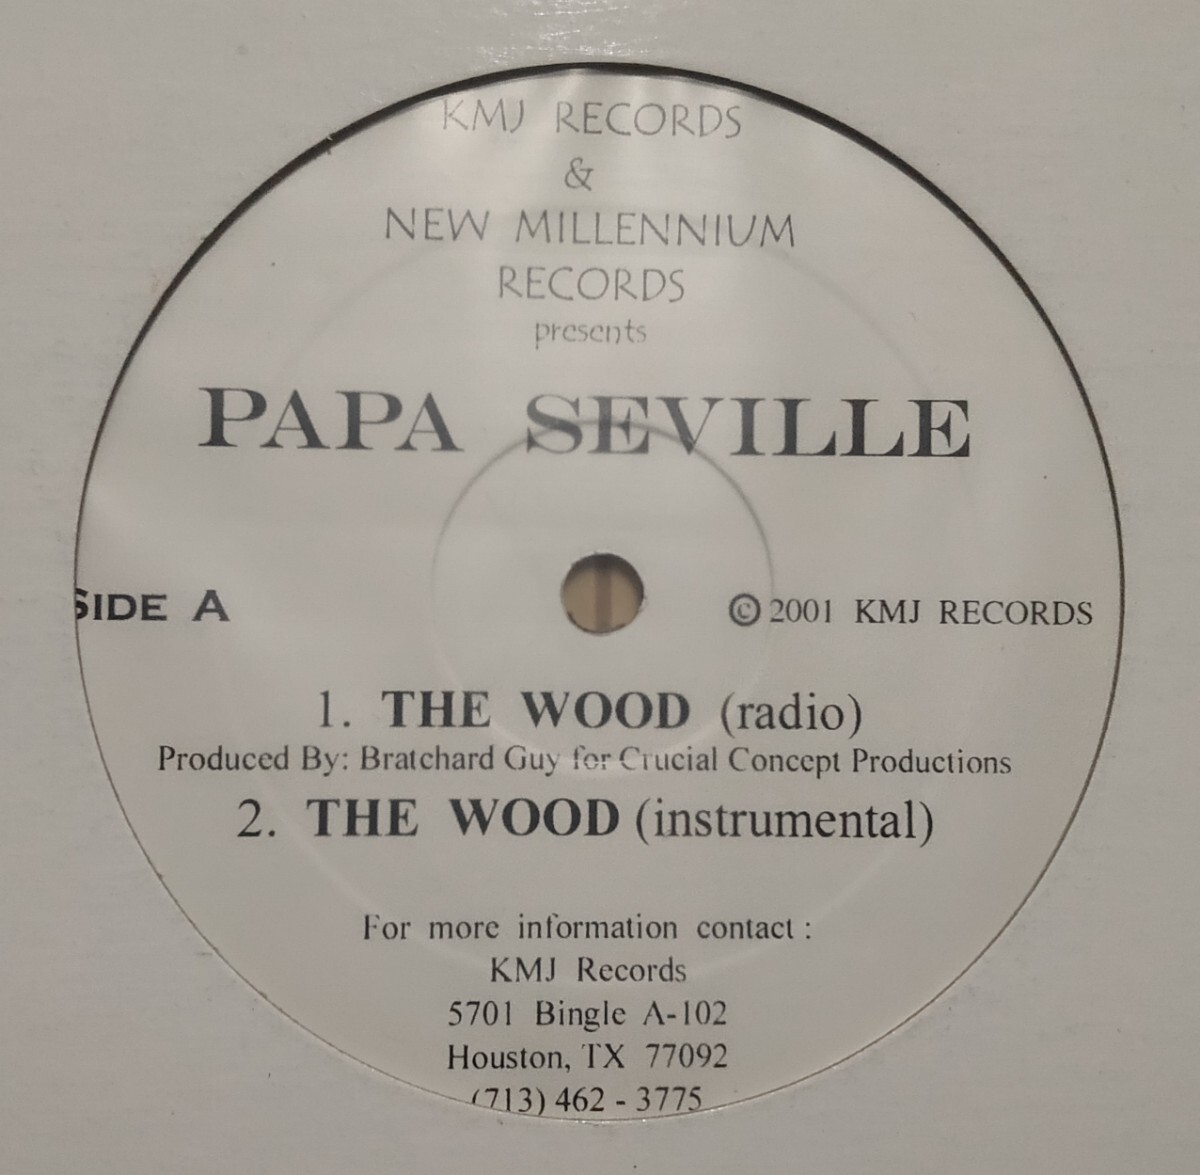 KMJ RECORDS
&
NEW MILLENNIUM
RECORDS
presents
PAPA SEVILLE
SIDE A
© 2001 KMJ RECORDS
1. THE WOOD (radio)
Produced By: Bratchard Guy for Crucial Concept Productions
2. THE WOOD (instrumental)
For more information contact :
KMJ Records
5701 Bingle A-102
Houston, TX 77092
(713) 462 - 3775